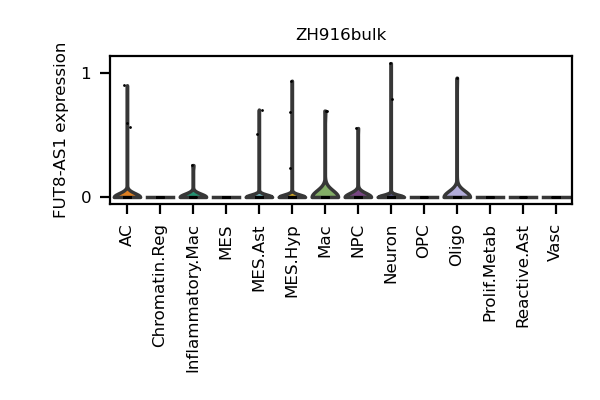 ZH916bulk
FUT8-AS1 expression
1
0
AC
Chromatin.Reg
Inflammatory.Mac
MES
MES.Ast
MES.Hyp
Mac
NPC
Neuron
OPC
Oligo
Prolif.Metab
Reactive.Ast
Vasc